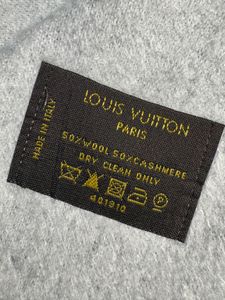 LOUIS VUITTON
PARIS
MADE IN ITALY
50%WOOL 50%CASHMERE
DRY CLEAN ONLY
401910